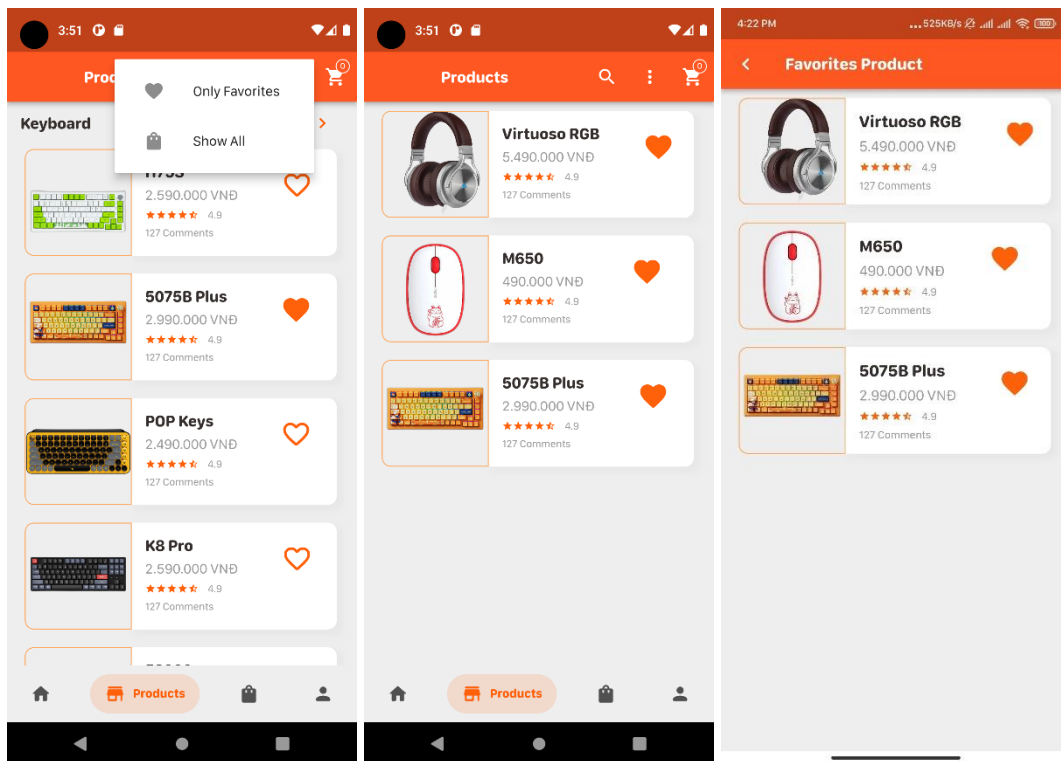 3:51
Proc
0
Only Favorites
Show All
Keyboard
2.590.000 VNĐ
4.9
127 Comments
5075B Plus
2.990.000 VNĐ
4.9
127 Comments
POP Keys
2.490.000 VNĐ
4.9
127 Comments
K8 Pro
2.590.000 VNĐ
4.9
127 Comments
Products
3:51
Products
0
Virtuoso RGB
5.490.000 VNĐ
4.9
127 Comments
M650
490.000 VNĐ
4.9
127 Comments
5075B Plus
2.990.000 VNĐ
4.9
127 Comments
Products
4:22 PM
...525KB/s
100
Favorites Product
Virtuoso RGB
5.490.000 VNĐ
4.9
127 Comments
M650
490.000 VNĐ
4.9
127 Comments
5075B Plus
2.990.000 VNĐ
4.9
127 Comments